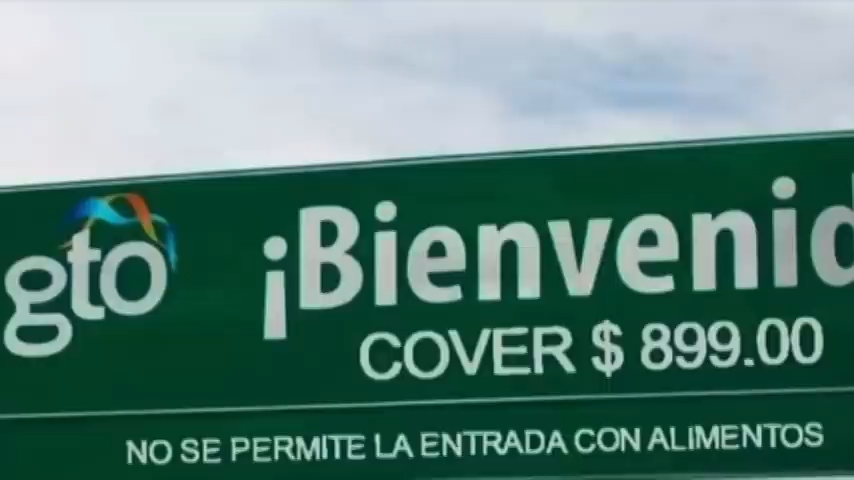 gto
¡Bienvenid
COVER $ 899.00
NO SE PERMITE LA ENTRADA CON ALIMENTOS